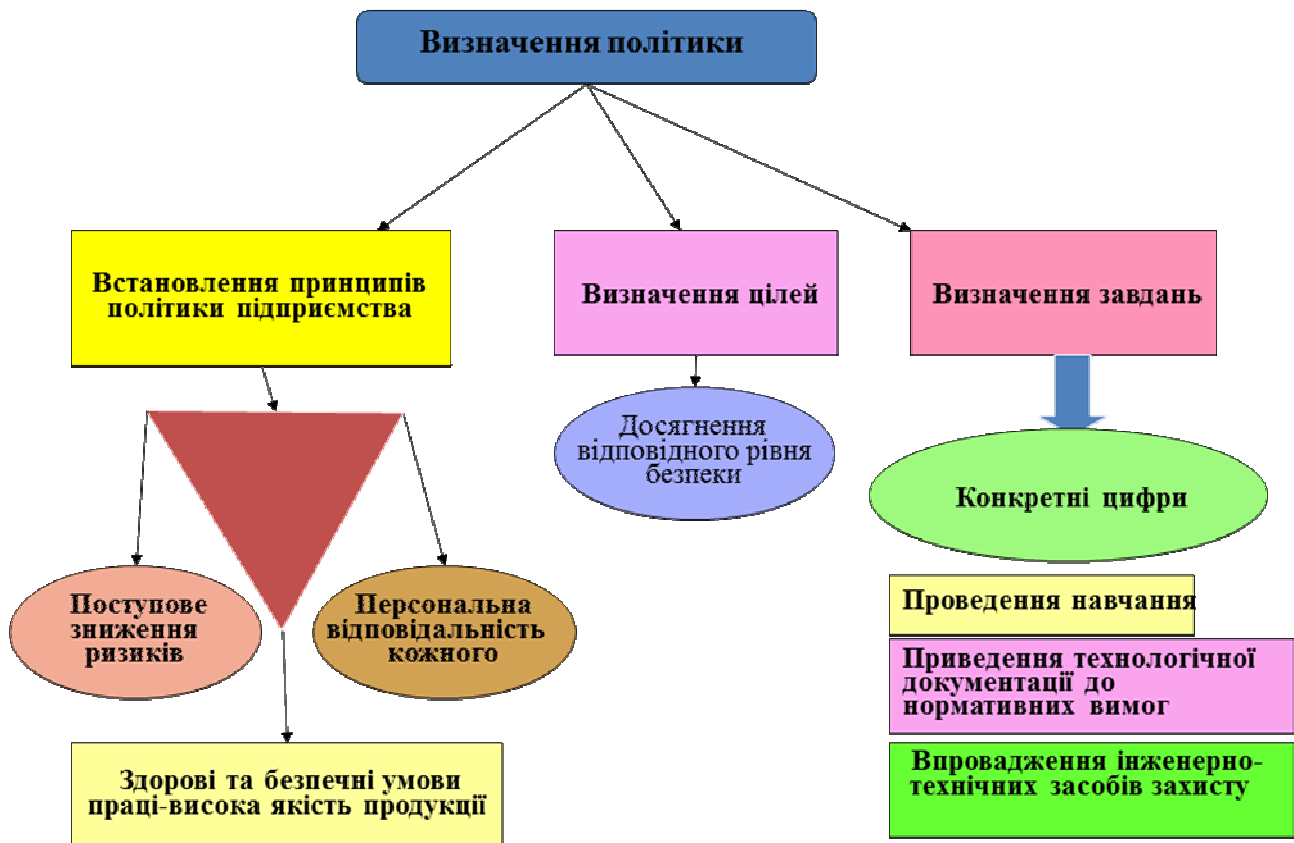 Визначення політики
Встановлення принципів
політики підприємства
Визначення цілей
Визначення завдань
Досягнення
відповідного рівня
безпеки
Конкретні цифри
Поступове
зниження
ризиків
Персональна
відповідальність
кожного
Проведення навчання
Приведення технологічної
документації до
нормативних вимог
Здорові та безпечні умови
праці-висока якість продукції
Впровадження інженерно-
технічних засобів захисту